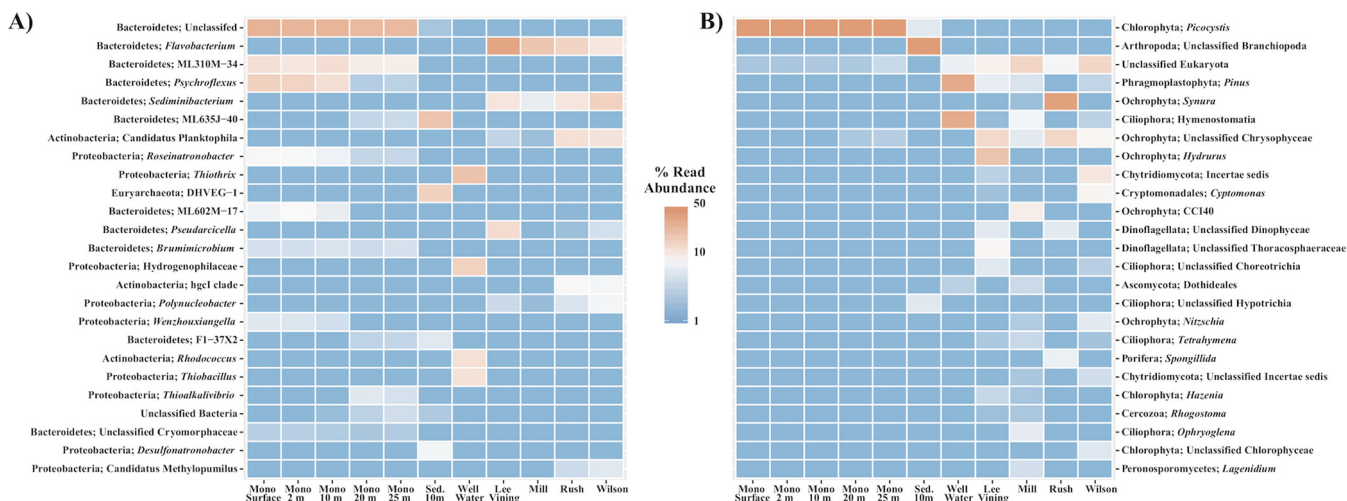 A)
Bacteroidetes; Unclassifed
Bacteroidetes; Flavobacterium
Bacteroidetes; ML310M−34
Bacteroidetes; Psychroflexus
Bacteroidetes; Sediminibacterium
Bacteroidetes; ML635J−40
Actinobacteria; Candidatus Planktophila
Proteobacteria; Roseinatronobacter
Proteobacteria; Thiothrix
Euryarchaeota; DHVEG−1
Bacteroidetes; ML602M−17
Bacteroidetes; Pseudarcicella
Bacteroidetes; Brumimicrobium
Proteobacteria; Hydrogenophilaceae
Actinobacteria; hgcI clade
Proteobacteria; Polynucleobacter
Proteobacteria; Wenzhouxiangella
Bacteroidetes; F1−37X2
Actinobacteria; Rhodococcus
Proteobacteria; Thiobacillus
Proteobacteria; Thioalkalivibrio
Unclassified Bacteria
Bacteroidetes; Unclassified Cryomorphaceae
Proteobacteria; Desulfonatronobacter
Proteobacteria; Candidatus Methylopumilus
Mono Surface
Mono 2 m
Mono 10 m
Mono 20 m
Mono 25 m
Sed. 10m
Well Water
Lee Vining
Mill
Rush
Wilson
% Read
Abundance
50
10
1
B)
Chlorophyta; Picocystis
Arthropoda; Unclassified Branchiopoda
Unclassified Eukaryota
Phragmoplastophyta; Pinus
Ochrophyta; Synura
Ciliophora; Hymenostomatia
Ochrophyta; Unclassified Chrysophyceae
Ochrophyta; Hydrurus
Chytridiomycota; Incertae sedis
Cryptomonadales; Cyptomonas
Ochrophyta; CCI40
Dinoflagellata; Unclassified Dinophyceae
Dinoflagellata; Unclassified Thoracosphaeraceae
Ciliophora; Unclassified Choreotrichia
Ascomycota; Dothideales
Ciliophora; Unclassified Hypotrichia
Ochrophyta; Nitzschia
Ciliophora; Tetrahymena
Porifera; Spongillida
Chytridiomycota; Unclassified Incertae sedis
Chlorophyta; Hazenia
Cercozoa; Rhogostoma
Ciliophora; Ophryoglena
Chlorophyta; Unclassified Chlorophyceae
Peronosporomycetes; Lagenidium
Mono Surface
Mono 2 m
Mono 10 m
Mono 20 m
Mono 25 m
Sed. 10m
Well Water
Lee Vining
Mill
Rush
Wilson